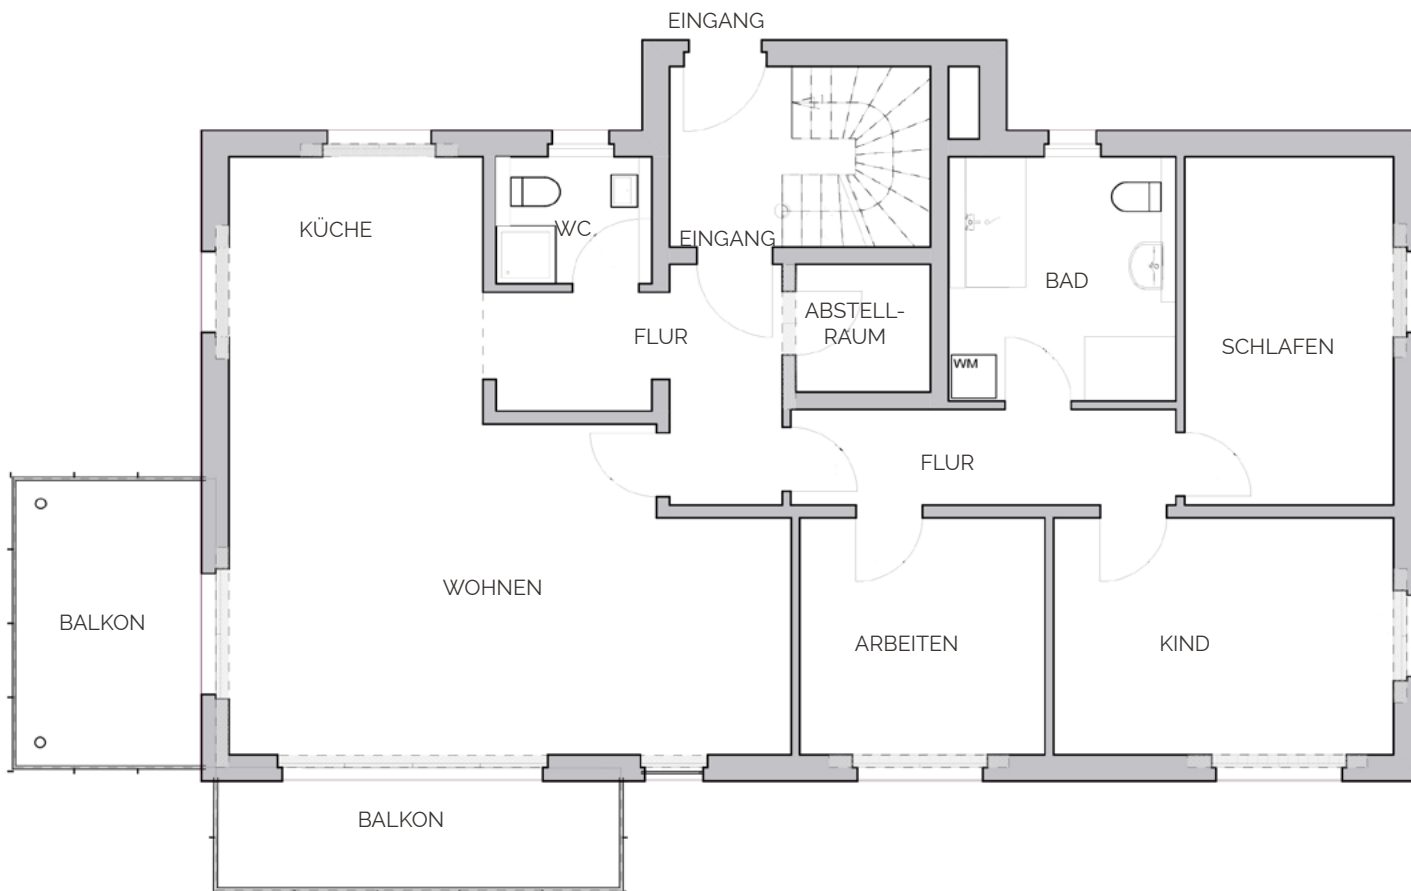 EINGANG
KÜCHE
WC
EINGANG
BAD
ABSTELL-
RAUM
FLUR
SCHLAFEN
WM
FLUR
WOHNEN
BALKON
ARBEITEN
KIND
BALKON